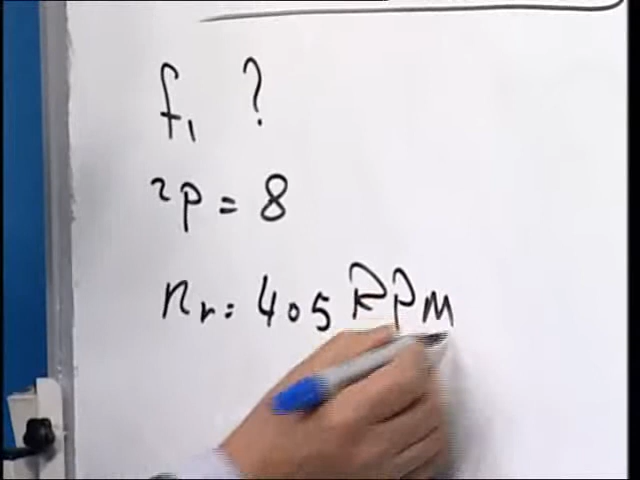 f₁ ?
2p = 8
nr = 405 RPM